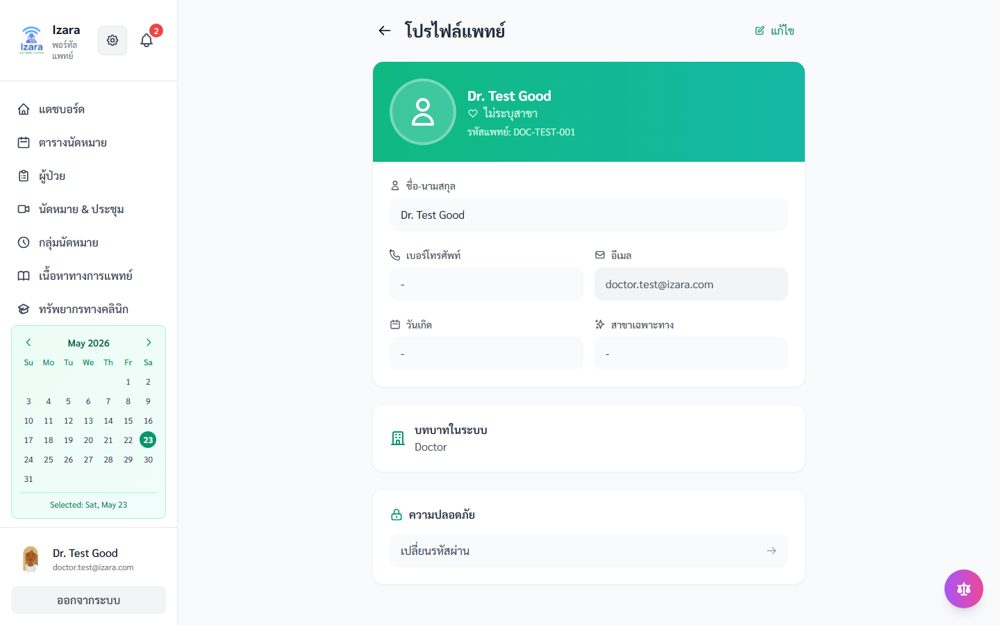 Izara
พอร์ทัล
แพทย์
izara
2
แดชบอร์ด
ตารางนัดหมาย
ผู้ป่วย
นัดหมาย & ประชุม
กลุ่มนัดหมาย
เนื้อหาทางการแพทย์
ทรัพยากรทางคลินิก
May 2026
Su Mo Tu We Th Fr Sa
1 2
3 4 5 6 7 8 9
10 11 12 13 14 15 16
17 18 19 20 21 22 23
24 25 26 27 28 29 30
31
Selected: Sat, May 23
Dr. Test Good
doctor.test@izara.com
ออกจากระบบ
โปรไฟล์แพทย์
แก้ไข
Dr. Test Good
ไม่ระบุสาขา
รหัสแพทย์: DOC-TEST-001
ชื่อ-นามสกุล
Dr. Test Good
เบอร์โทรศัพท์
-
อีเมล
doctor.test@izara.com
วันเกิด
-
สาขาเฉพาะทาง
-
บทบาทในระบบ
Doctor
ความปลอดภัย
เปลี่ยนรหัสผ่าน